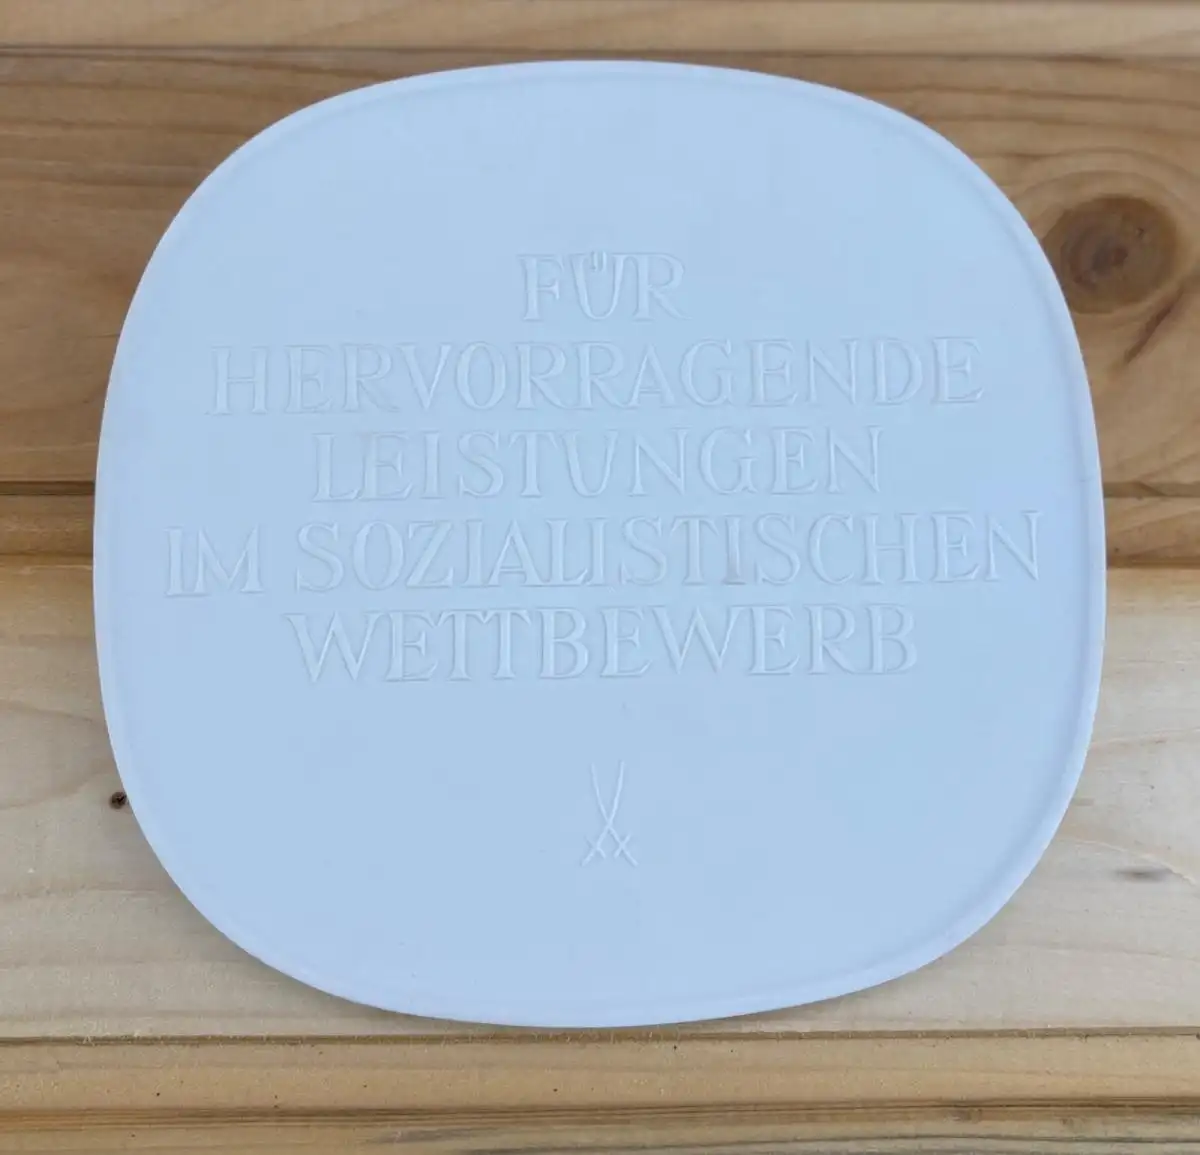 FÜR
HERVORRAGENDE
LEISTUNGEN
IM SOZIALISTISCHEN
WETTBEWERB